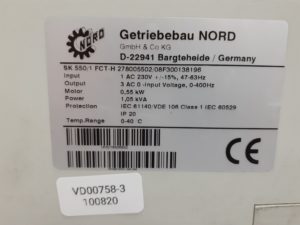 NORD
Getriebebau NORD
GmbH & Co KG
D-22941 Bargteheide / Germany
SK 550/1 FCT-H 278005502 08F300136196
Input 1 AC 230V +/-15%, 47-63Hz
Output 3 AC 0-Input Voltage, 0-400Hz
Motor 0,55 kW
Power 1,05 kVA
Protection IEC 61140 VDE 106 Class 1 IEC 60529
IP 20
Temp.Range 0-40 °C
CE
VD00758-3
100820